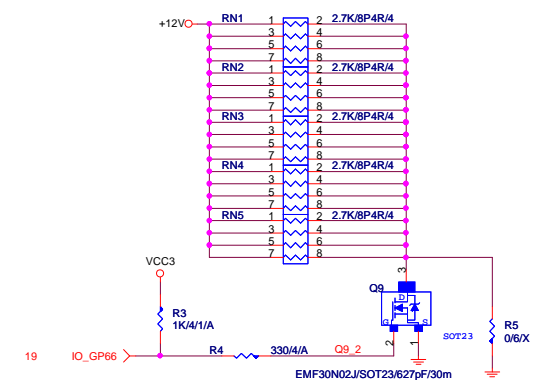 +12V RN1 1 2 2.7K/8P4R/4
3 4
5 6
7 8
RN2 1 2 2.7K/8P4R/4
3 4
5 6
7 8
RN3 1 2 2.7K/8P4R/4
3 4
5 6
7 8
RN4 1 2 2.7K/8P4R/4
3 4
5 6
7 8
RN5 1 2 2.7K/8P4R/4
3 4
5 6
7 8
VCC3
3
Q9
D
R3
1K/4/1/A
G S
R5
0/6/X
SOT23
2 1
19 IO_GP66 R4 330/4/A Q9_2
EMF30N02J/SOT23/627pF/30m